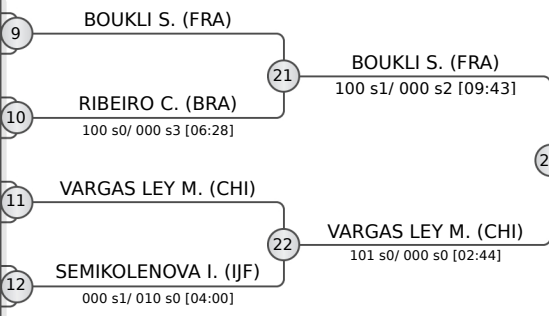 9
BOUKLI S. (FRA)
21
BOUKLI S. (FRA)
100 s1/ 000 s2 [09:43]
10
RIBEIRO C. (BRA)
100 s0/ 000 s3 [06:28]
11
VARGAS LEY M. (CHI)
22
VARGAS LEY M. (CHI)
101 s0/ 000 s0 [02:44]
12
SEMIKOLENOVA I. (IJF)
000 s1/ 010 s0 [04:00]